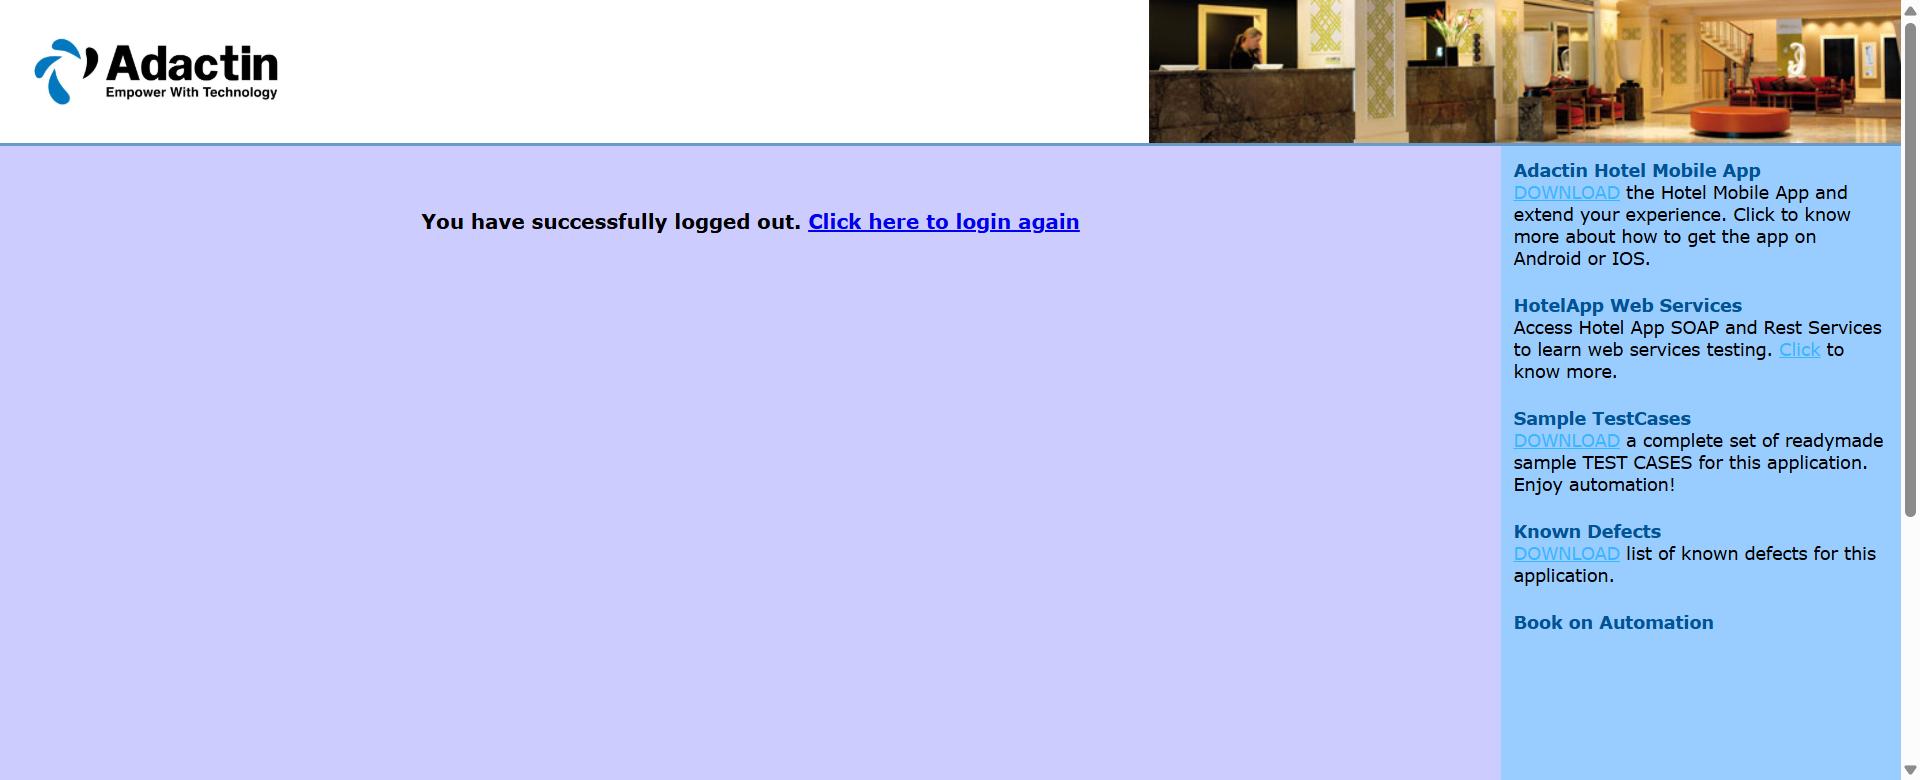 Adactin
Empower With Technology
You have successfully logged out. Click here to login again
Adactin Hotel Mobile App
DOWNLOAD the Hotel Mobile App and
extend your experience. Click to know
more about how to get the app on
Android or IOS.
HotelApp Web Services
Access Hotel App SOAP and Rest Services
to learn web services testing. Click to
know more.
Sample TestCases
DOWNLOAD a complete set of readymade
sample TEST CASES for this application.
Enjoy automation!
Known Defects
DOWNLOAD list of known defects for this
application.
Book on Automation